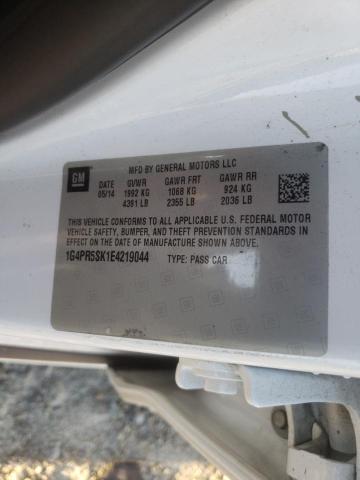 MFD BY GENERAL MOTORS LLC
GM
DATE GVWR GAWR FRT GAWR RR
05/14 1992 KG 1068 KG 924 KG
4391 LB 2355 LB 2036 LB
THIS VEHICLE CONFORMS TO ALL APPLICABLE U.S. FEDERAL MOTOR
VEHICLE SAFETY, BUMPER, AND THEFT PREVENTION STANDARDS IN
EFFECT ON THE DATE OF MANUFACTURE SHOWN ABOVE.
1G4PR5SK1E4219044 TYPE: PASS CAR